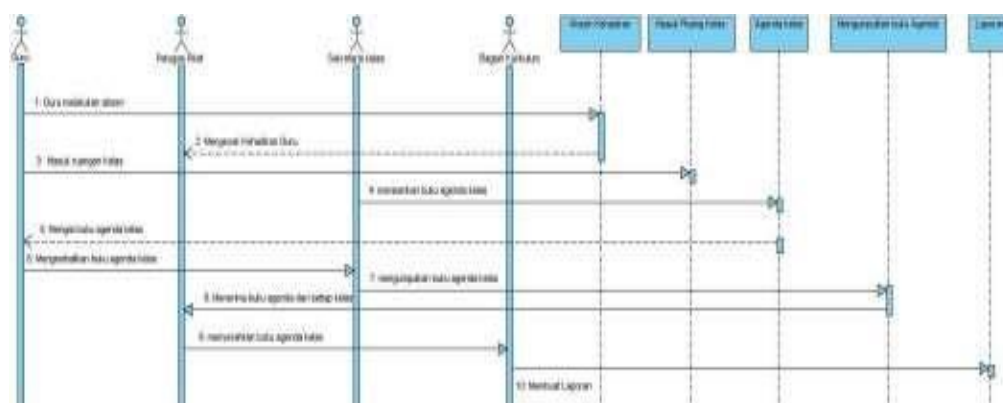 Guru
Petugas Piket
Sekretaris kelas
Bagian Kurikulum
Absen Kehadiran
Masuk Ruang Kelas
Agenda kelas
Mengumpulkan buku Agenda
Laporan
1: Guru melakukan absen
2: Mengecek Kehadiran Guru
3: Masuk ruangan kelas
4: menyerahkan buku agenda kelas
5: Mengisi buku agenda kelas
6: Mengembalikan buku agenda kelas
7: mengumpulkan buku agenda kelas
8: Menerima buku agenda dari setiap kelas
9: menyerahkan buku agenda kelas
10: Membuat Laporan